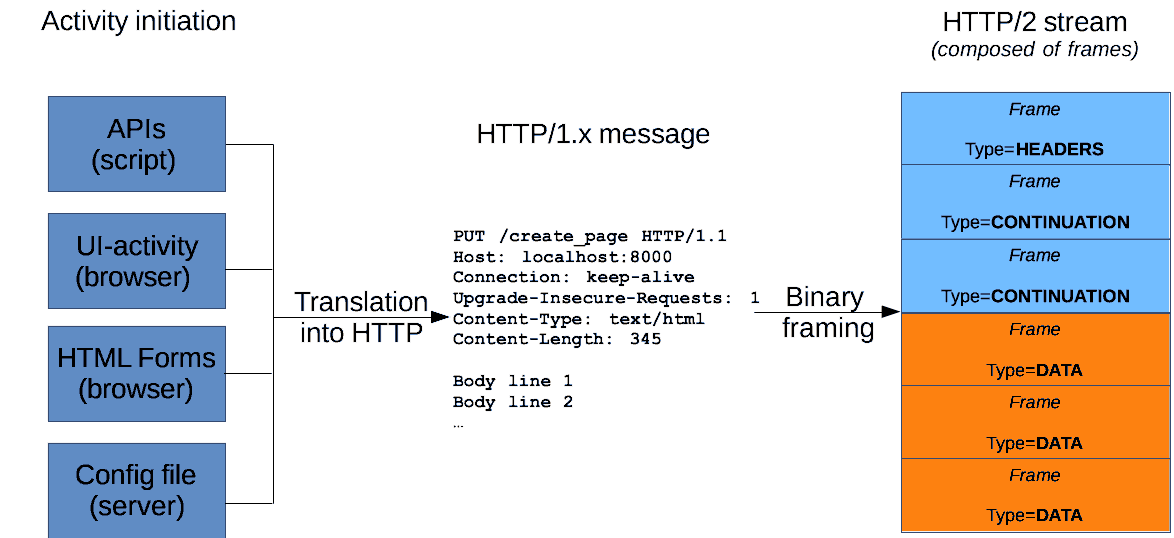 Activity initiation
APIs
(script)
UI-activity
(browser)
HTML Forms
(browser)
Config file
(server)
Translation
into HTTP
HTTP/1.x message
PUT /create_page HTTP/1.1
Host: localhost:8000
Connection: keep-alive
Upgrade-Insecure-Requests: 1
Content-Type: text/html
Content-Length: 345
Body line 1
Body line 2
…
Binary
framing
HTTP/2 stream
(composed of frames)
Frame
Type=HEADERS
Frame
Type=CONTINUATION
Frame
Type=CONTINUATION
Frame
Type=DATA
Frame
Type=DATA
Frame
Type=DATA